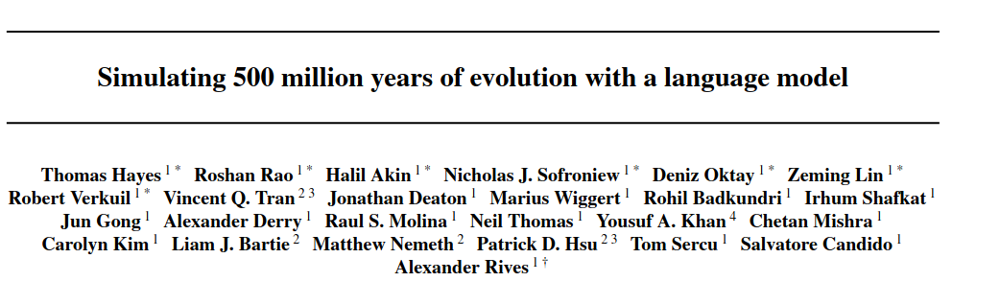 Simulating 500 million years of evolution with a language model
Thomas Hayes 1 * Roshan Rao 1 * Halil Akin 1 * Nicholas J. Sofroniew 1 * Deniz Oktay 1 * Zeming Lin 1 *
Robert Verkuil 1 * Vincent Q. Tran 2 3 Jonathan Deaton 1 Marius Wiggert 1 Rohil Badkundri 1 Irhum Shafkat 1
Jun Gong 1 Alexander Derry 1 Raul S. Molina 1 Neil Thomas 1 Yousuf A. Khan 4 Chetan Mishra 1
Carolyn Kim 1 Liam J. Bartie 2 Matthew Nemeth 2 Patrick D. Hsu 2 3 Tom Sercu 1 Salvatore Candido 1
Alexander Rives 1 †